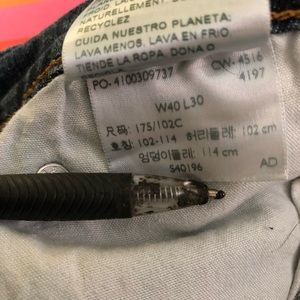 NATURELLEMENT
RECYCLEZ
CUIDA NUESTRO PLANETA:
LAVA MENOS, LAVA EN FRIO
TIENDE LA ROPA, DONA O
PO- 4100309737
CW- 4516
4197
W40 L30
尺码: 175/102C
호칭: 102-114 허리둘레: 102 cm
엉덩이둘레: 114 cm
540196 AD